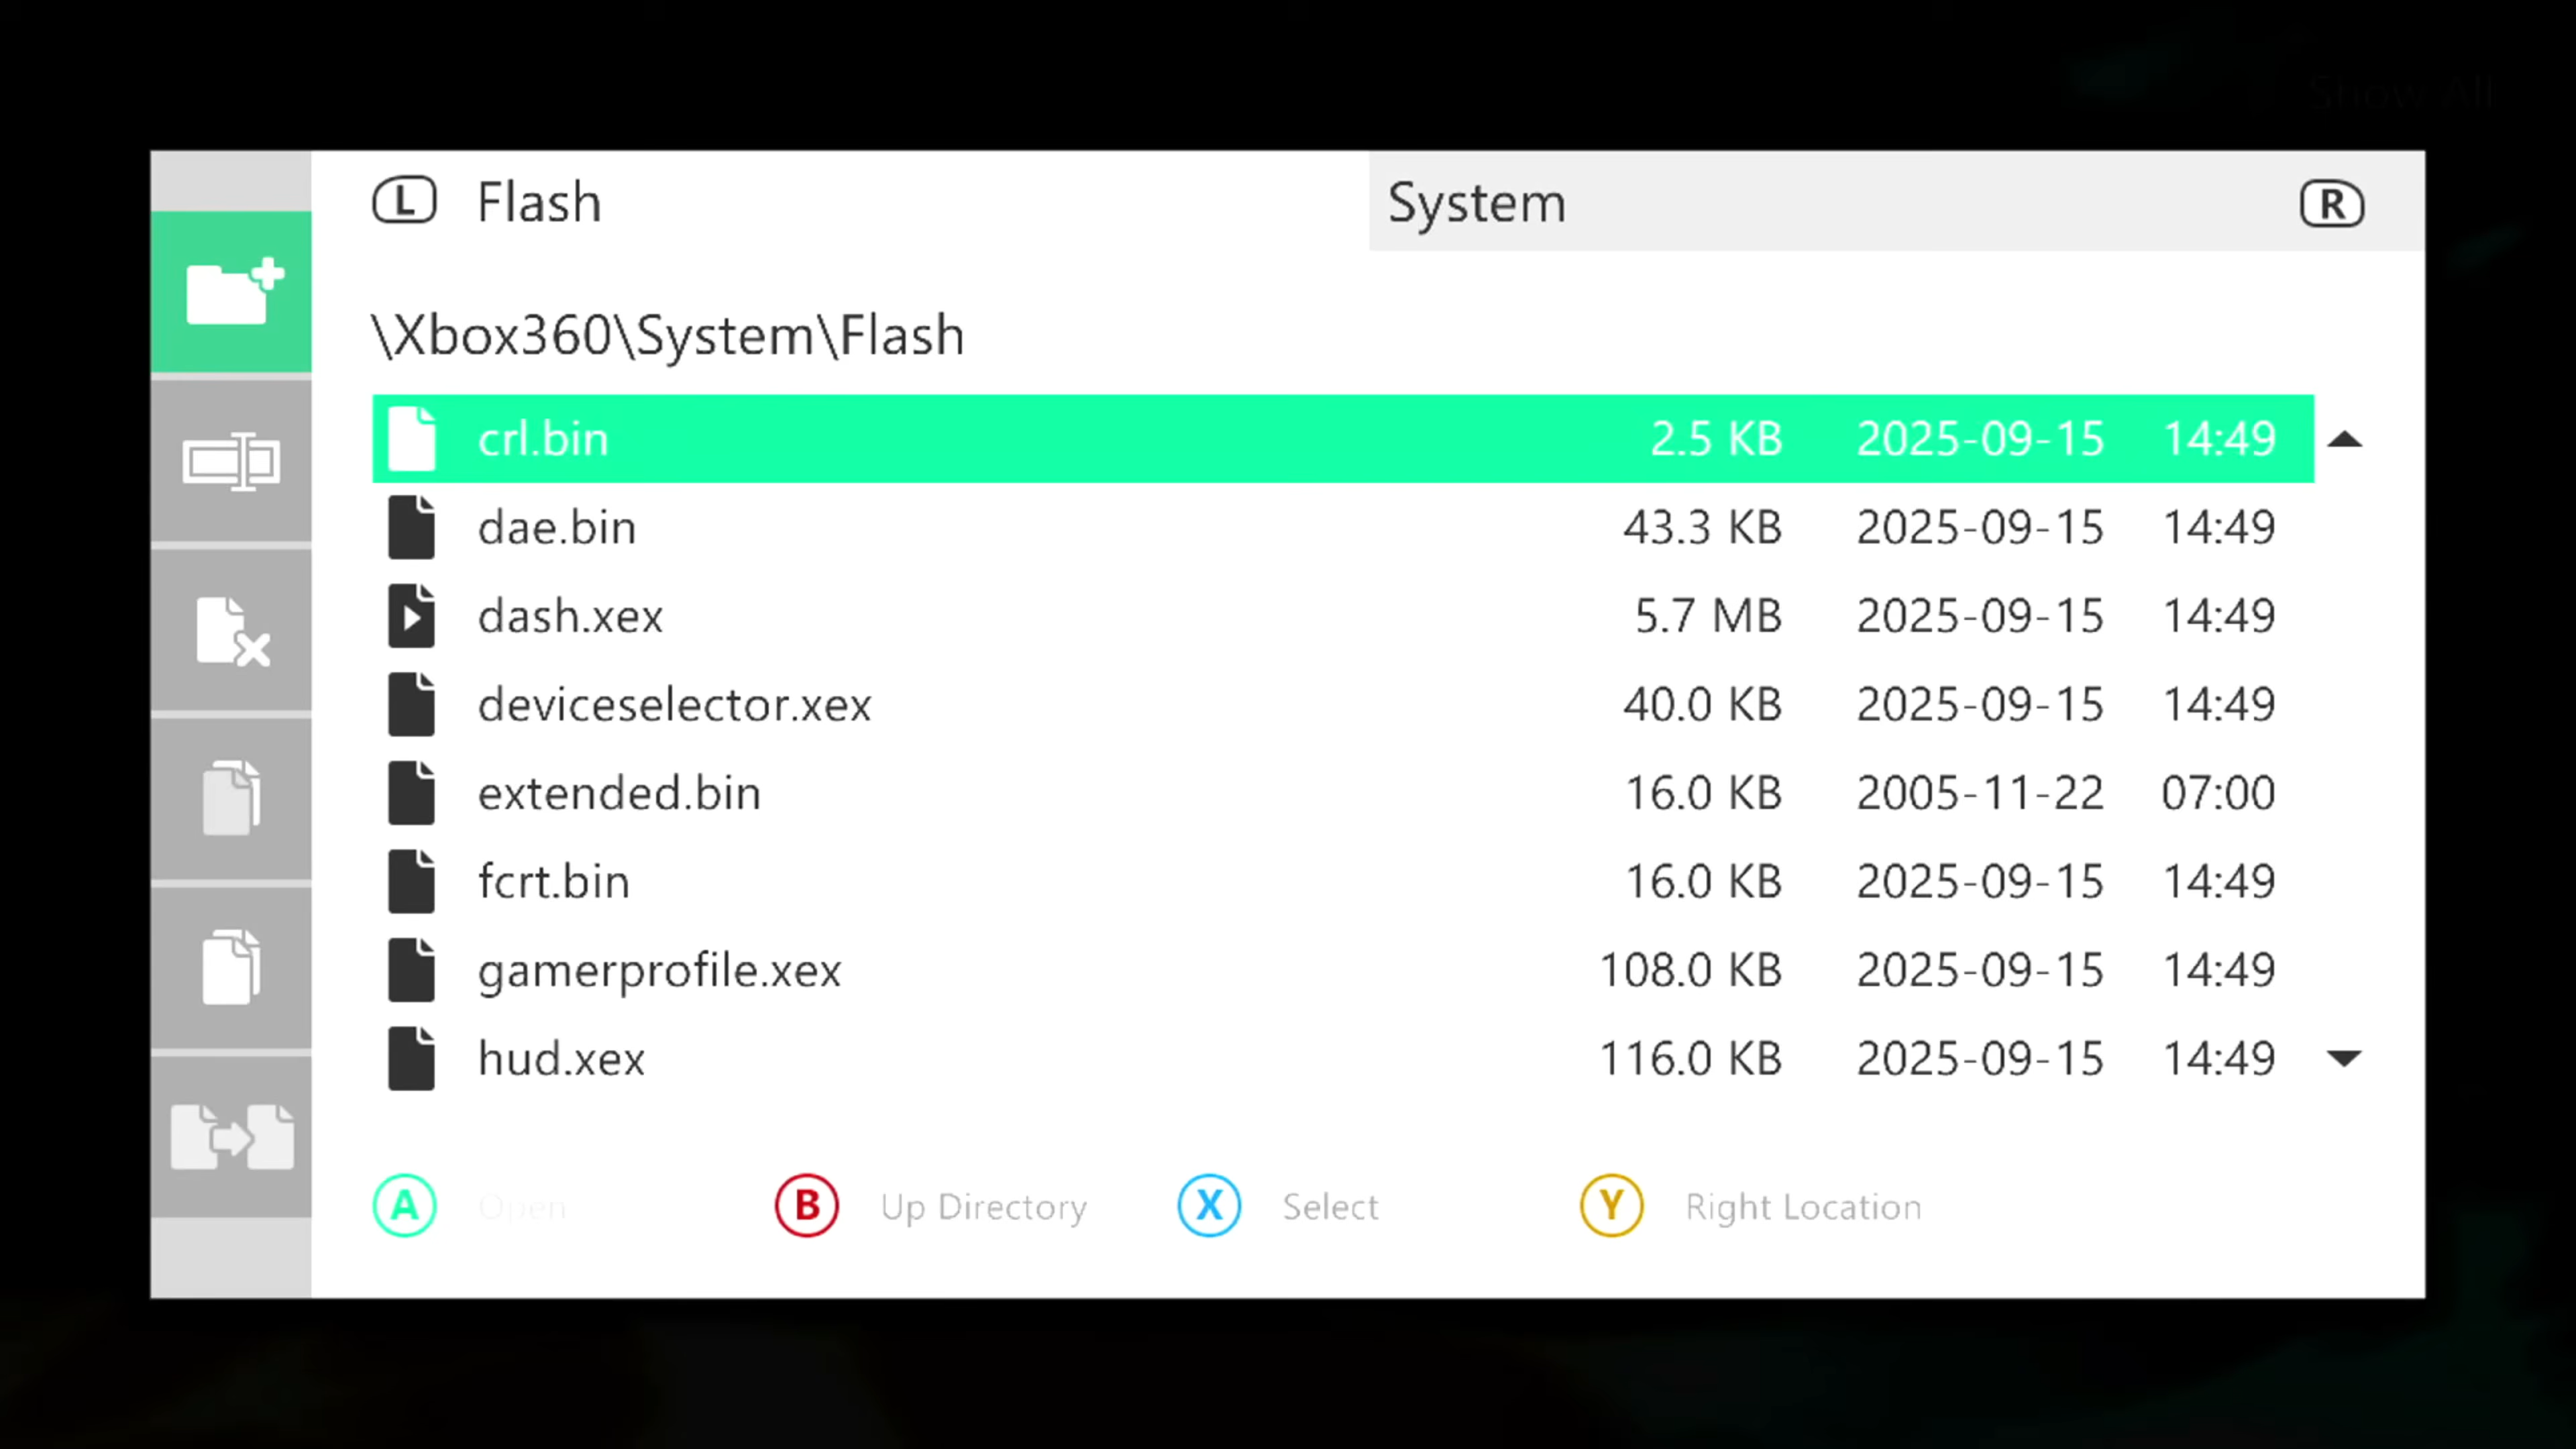 Show All
L Flash
System R
\Xbox360\System\Flash
crl.bin 2.5 KB 2025-09-15 14:49
dae.bin 43.3 KB 2025-09-15 14:49
dash.xex 5.7 MB 2025-09-15 14:49
deviceselector.xex 40.0 KB 2025-09-15 14:49
extended.bin 16.0 KB 2005-11-22 07:00
fcrt.bin 16.0 KB 2025-09-15 14:49
gamerprofile.xex 108.0 KB 2025-09-15 14:49
hud.xex 116.0 KB 2025-09-15 14:49
A Open B Up Directory X Select Y Right Location